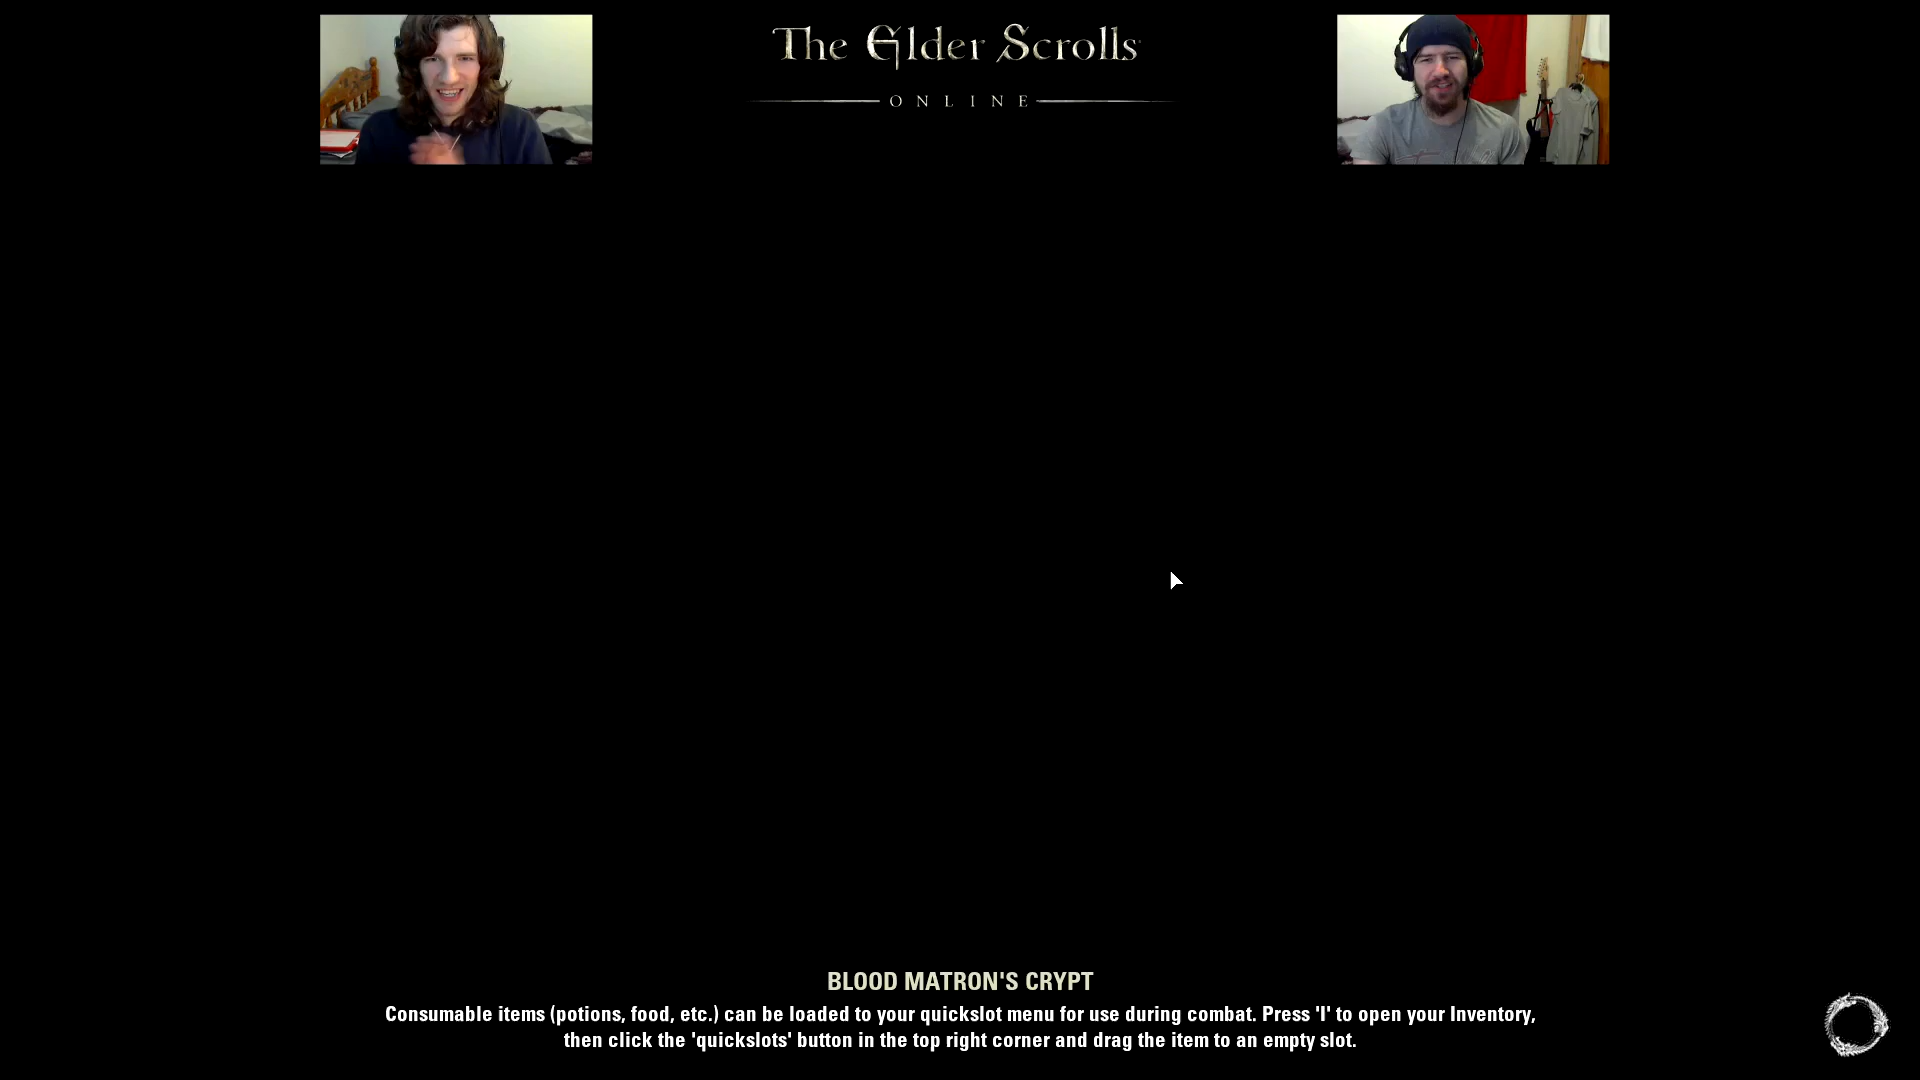 The Elder Scrolls
ONLINE
BLOOD MATRON'S CRYPT
Consumable items (potions, food, etc.) can be loaded to your quickslot menu for use during combat. Press 'I' to open your Inventory,
then click the 'quickslots' button in the top right corner and drag the item to an empty slot.